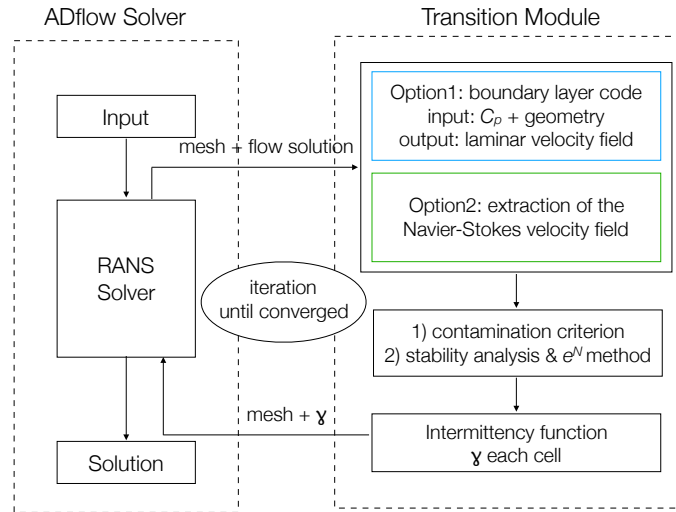 ADflow Solver
Transition Module
Input
mesh + flow solution
Option1: boundary layer code
input: Cp + geometry
output: laminar velocity field
Option2: extraction of the
Navier-Stokes velocity field
RANS
Solver
iteration
until converged
1) contamination criterion
2) stability analysis & e^N method
mesh + γ
Intermittency function
γ each cell
Solution